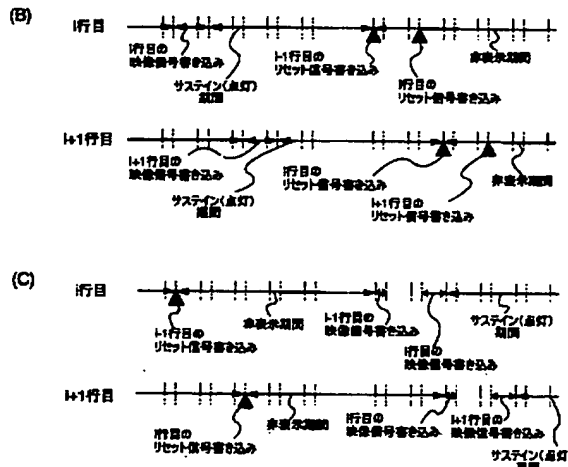 (B)
i行目
i行目の
映像信号書き込み
サステイン(点灯)
期間
i-1行目の
リセット信号書き込み
i行目の
リセット信号書き込み
非表示期間
i+1行目
i+1行目の
映像信号書き込み
サステイン(点灯)
期間
i行目の
リセット信号書き込み
i+1行目の
リセット信号書き込み
非表示期間
(C)
i行目
i-1行目の
リセット信号書き込み
非表示期間
i-1行目の
映像信号書き込み
i行目の
映像信号書き込み
サステイン(点灯)
期間
i+1行目
i行目の
リセット信号書き込み
非表示期間
i行目の
映像信号書き込み
i+1行目の
映像信号書き込み
サステイン(点灯)